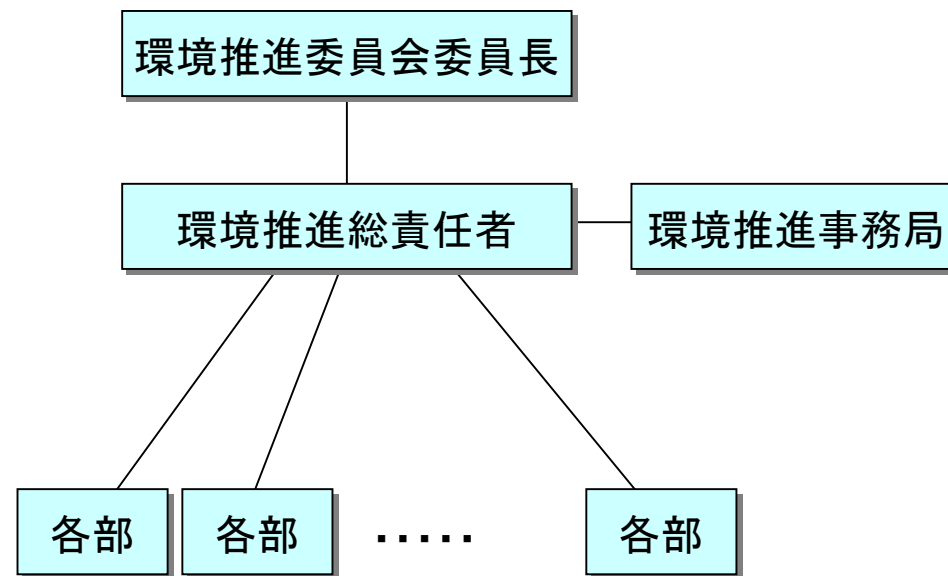 環境推進委員会委員長
環境推進総責任者
環境推進事務局
各部
各部
・・・・・
各部